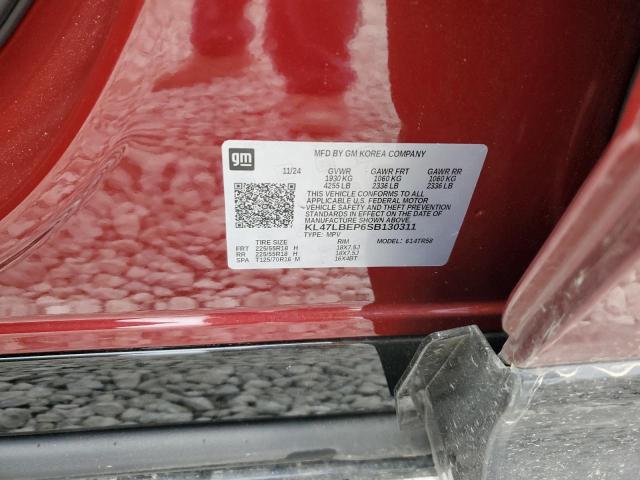 gm
MFD BY GM KOREA COMPANY
11/24 GVWR GAWR FRT GAWR RR
1930 KG 1060 KG 1060 KG
4255 LB 2336 LB 2336 LB
THIS VEHICLE CONFORMS TO ALL
APPLICABLE U.S. FEDERAL MOTOR
VEHICLE SAFETY AND THEFT PREVENTION
STANDARDS IN EFFECT ON THE DATE OF
MANUFACTURE SHOWN ABOVE.
KL47LBEP6SB130311
TYPE: MPV MODEL: 614TR58
TIRE SIZE RIM
FRT 225/55R18 H 18X7.5J
RR 225/55R18 H 18X7.5J
SPA T125/70R16 M 16X4BT